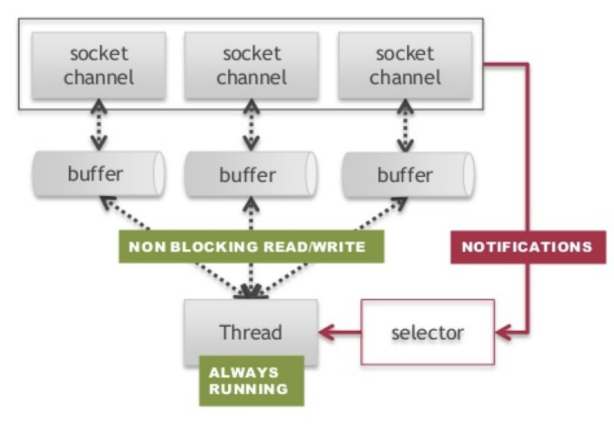 socket
channel
socket
channel
socket
channel
buffer
buffer
buffer
NON BLOCKING READ/WRITE
NOTIFICATIONS
Thread
selector
ALWAYS
RUNNING